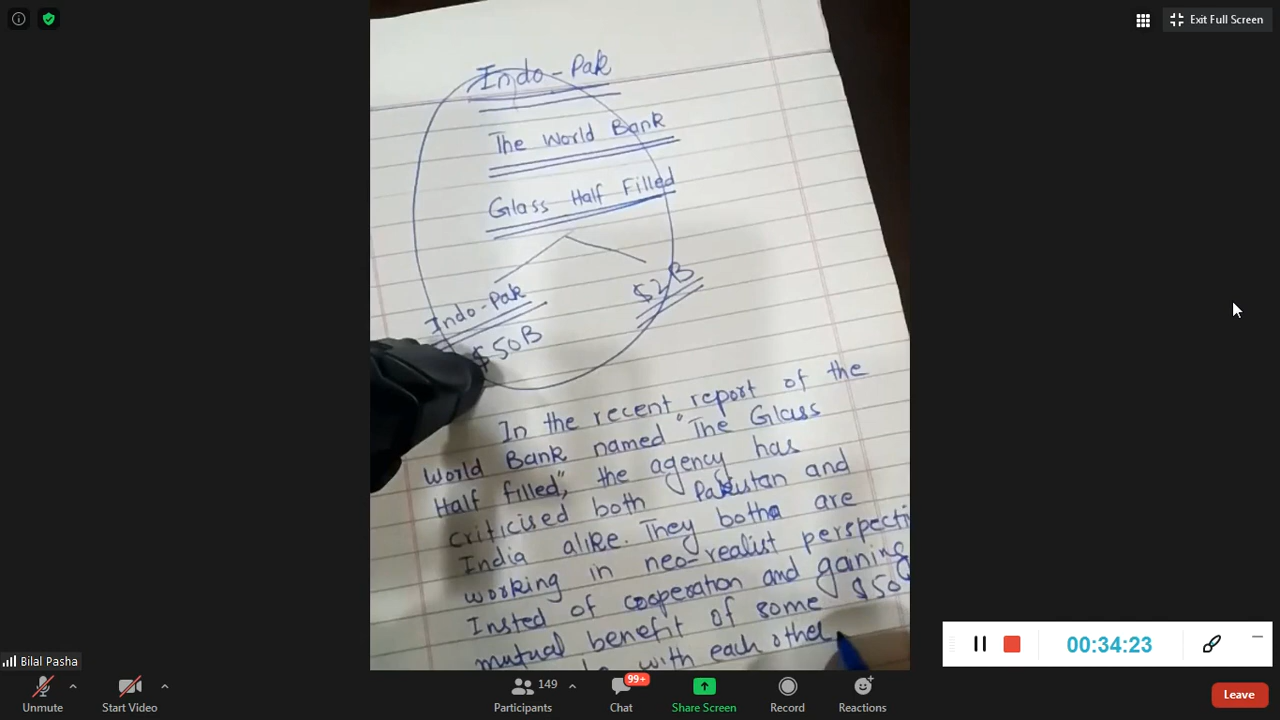 Exit Full Screen
Indo-Pak
The World Bank
Glass Half Filled
Indo-Pak
$2B
$50B
In the recent report of the
World Bank named "The Glass
Half filled", the agency has
criticised both Pakistan and
India alike. They both are
working in neo-realist perspecti
Insted of cooperation and gaining
mutual benefit of some $50
with each other
00:34:23
Bilal Pasha
Unmute
Start Video
149
Participants
99+
Chat
Share Screen
Record
Reactions
Leave